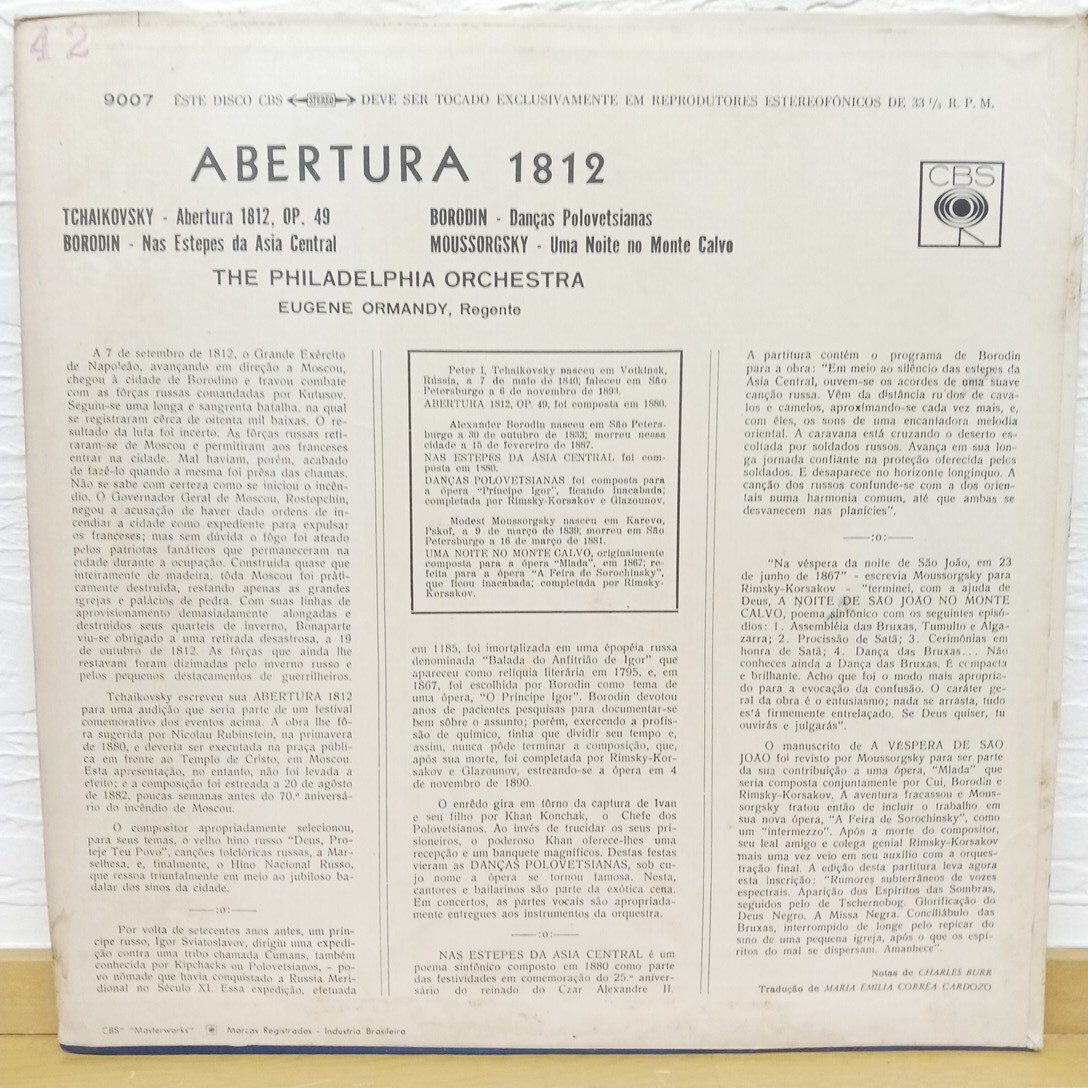 42
9007 ÊSTE DISCO CBS STEREO DEVE SER TOCADO EXCLUSIVAMENTE EM REPRODUTORES ESTEREOFÔNICOS DE 33 1/3 R. P. M.
ABERTURA 1812
CBS
TCHAIKOVSKY - Abertura 1812, OP. 49
BORODIN - Nas Estepes da Asia Central
BORODIN - Danças Polovetsianas
MOUSSORGSKY - Uma Noite no Monte Calvo
THE PHILADELPHIA ORCHESTRA
EUGENE ORMANDY, Regente
A 7 de setembro de 1812, o Grande Exército
de Napoleão, avançando em direção a Moscou,
chegou à cidade de Borodino e travou combate
com as fôrças russas comandadas por Kutusov.
Seguiu-se uma longa e sangrenta batalha, na qual
se registraram cêrca de oitenta mil baixas. O re-
sultado da luta foi incerto. As fôrças russas reti-
raram-se de Moscou e permitiram aos franceses
entrar na cidade. Mal haviam, porém, acabado
de fazê-lo quando a mesma foi prêsa das chamas.
Não se sabe com certeza como se iniciou o incên-
dio. O Governador Geral de Moscou, Rostopchin,
negou a acusação de haver dado ordens de in-
cendiar a cidade como expediente para expulsar
os franceses; mas sem dúvida o fôgo foi ateado
pelos patriotas fanáticos que permaneceram na
cidade durante a ocupação. Construída quase que
inteiramente de madeira, tôda Moscou foi pràti-
camente destruida, restando apenas as grandes
igrejas e palácios de pedra. Com suas linhas de
aprovisionamento demasiadamente alongadas e
destruidos seus quarteis de inverno, Bonaparte
viu-se obrigado a uma retirada desastrosa, a 19
de outubro de 1812. As fôrças que ainda lhe
restavam foram dizimadas pelo inverno russo e
pelos pequenos destacamentos de guerrilheiros.
Tchaikovsky escreveu sua ABERTURA 1812
para uma audição que seria parte de um festival
comemorativo dos eventos acima. A obra lhe fô-
ra sugerida por Nicolau Rubinstein, na primavera
de 1880, e deveria ser executada na praça públi-
ca em frente ao Templo de Cristo, em Moscou.
Esta apresentação, no entanto, não foi levada a
efeito; e a composição foi estreada a 20 de agôsto
de 1882, poucas semanas antes do 70.º aniversá-
rio do incêndio de Moscou.
O compositor apropriadamente selecionou,
para seus temas, o velho hino russo "Deus, Pro-
teje Teu Povo", canções folclóricas russas, a Mar-
selhesa, e, finalmente, o Hino Nacional Russo,
que ressoa triunfalmente em meio ao jubiloso ba-
dalar dos sinos da cidade.
—:o:—
Por volta de setecentos anos antes, um prín-
cipe russo, Igor Sviatoslavov, dirigiu uma expedi-
ção contra uma tribo chamada Cumans, também
conhecida por Kipchacks ou Polovetsianos, - po-
vo nômade que havia conquistado a Russia Meri-
dional no Século XI. Essa expedição, efetuada
Peter I, Tchaikovsky nasceu em Votkinsk,
Rússia, a 7 de maio de 1840; faleceu em São
Petersburgo a 6 de novembro de 1893.
ABERTURA 1812, OP. 49, foi composta em 1880.
Alexander Borodin nasceu em São Peters-
burgo a 30 de outubro de 1833; morreu nessa
cidade a 15 de fevereiro de 1887.
NAS ESTEPES DA ÁSIA CENTRAL foi com-
posta em 1880.
DANÇAS POLOVETSIANAS foi composta para
a ópera "Príncipe Igor", ficando inacabada;
completada por Rimsky-Korsakov e Glazounov.
Modest Moussorgsky nasceu em Karevo,
Pskof, a 9 de março de 1839; morreu em São
Petersburgo a 16 de março de 1881.
UMA NOITE NO MONTE CALVO, originalmente
composta para a ópera "Mlada", em 1867; re-
feita para a ópera "A Feira de Sorochinsky",
que ficou inacabada; completada por Rimsky-
Korsakov.
em 1185, foi imortalizada em uma épopéia russa
denominada "Balada do Anfitrião de Igor" que
apareceu como relíquia literária em 1795, e, em
1867, foi escolhida por Borodin como tema de
uma ópera, "O Príncipe Igor". Borodin devotou
anos de pacientes pesquisas para documentar-se
bem sôbre o assunto; porém, exercendo a profis-
são de químico, tinha que dividir seu tempo e,
assim, nunca pôde terminar a composição, que,
após sua morte, foi completada por Rimsky-Kor-
sakov e Glazounov, estreando-se a ópera em 4
de novembro de 1890.
O enrêdo gira em tôrno da captura de Ivan
e seu filho por Khan Konchak, o Chefe dos
Polovetsianos. Ao invés de trucidar os seus pri-
sioneiros, o poderoso Khan oferece-lhes uma
recepção e um banquete magníficos. Destas festas
vieram as DANÇAS POLOVETSIANAS, sob cu-
jo nome a ópera se tornou famosa. Nesta,
cantores e bailarinos são parte da exótica cena.
Em concertos, as partes vocais são apropriada-
mente entregues aos instrumentos da orquestra.
—:o:—
NAS ESTEPES DA ASIA CENTRAL é um
poema sinfônico composto em 1880 como parte
das festividades em comemoração do 25.º aniver-
sário do reinado do Czar Alexandre II.
A partitura contém o programa de Borodin
para a obra: "Em meio ao silêncio das estepes da
Asia Central, ouvem-se os acordes de uma suave
canção russa. Vêm da distância ruídos de cava-
los e camelos, aproximando-se cada vez mais, e,
com êles, os sons de uma encantadora melodia
oriental. A caravana está cruzando o deserto es-
coltada por soldados russos. Avança em sua lon-
ga jornada confiante na proteção oferecida pelos
soldados. E desaparece no horizonte longínquo. A
canção dos russos confunde-se com a dos orien-
tais numa harmonia comum, até que ambas se
desvanecem nas planícies".
—:o:—
"Na véspera da noite de São João, em 23
de junho de 1867" - escrevia Moussorgsky para
Rimsky-Korsakov - "terminei, com a ajuda de
Deus, A NOITE DE SAO JOÃO NO MONTE
CALVO, poema sinfônico com os seguintes episó-
dios: 1. Assembléia das Bruxas, Tumulto e Alga-
zarra; 2. Procissão de Satã; 3. Cerimônias em
honra de Satã; 4. Dança das Bruxas... Não
conheces ainda a Dança das Bruxas. É compacta
e brilhante. Acho que foi o modo mais apropria-
do para a evocação da confusão. O caráter ge-
ral da obra é o entusiasmo; nada se arrasta, tudo
es'á firmemente entrelaçado. Se Deus quiser, tu
ouvirás e julgarás".
O manuscrito de A VÉSPERA DE SAO
JOÃO foi revisto por Moussorgsky para ser parte
da sua contribuição a uma ópera, "Mlada" que
seria composta conjuntamente por Cui, Borodin e
Rimsky-Korsakov. A aventura fracassou e Mous-
sorgsky tratou então de incluir o trabalho em
sua nova ópera, "A Feira de Sorochinsky", como
um "intermezzo". Após a morte do compositor,
seu leal amigo e colega genial Rimsky-Korsakov
mais uma vez veio em seu auxílio com a orques-
tração final. A edição desta partitura leva agora
esta inscrição: "Rumores subterrâneos de vozes
espectrais. Aparição dos Espíritos das Sombras,
seguidos pelo de Tschernobog. Glorificação do
Deus Negro. A Missa Negra. Conciliábulo das
Bruxas, interrompido de longe pelo repicar do
sino de uma pequena igreja, após o que os espí-
ritos do mal se dispersam. Amanhece".
Notas de CHARLES BURR
Tradução de MARIA EMILIA CORRÊA CARDOZO
CBS" "Masterworks" Marcas Registradas - Industria Brasileira